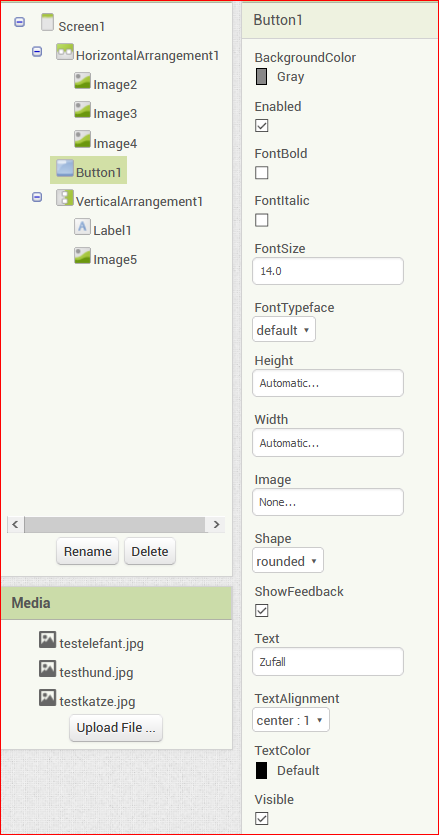 Screen1
HorizontalArrangement1
Image2
Image3
Image4
Button1
VerticalArrangement1
A Label1
Image5
Rename Delete
Media
testelefant.jpg
testhund.jpg
testkatze.jpg
Upload File ...
Button1
BackgroundColor
Gray
Enabled
FontBold
FontItalic
FontSize
14.0
FontTypeface
default
Height
Automatic...
Width
Automatic...
Image
None...
Shape
rounded
ShowFeedback
Text
Zufall
TextAlignment
center : 1
TextColor
Default
Visible